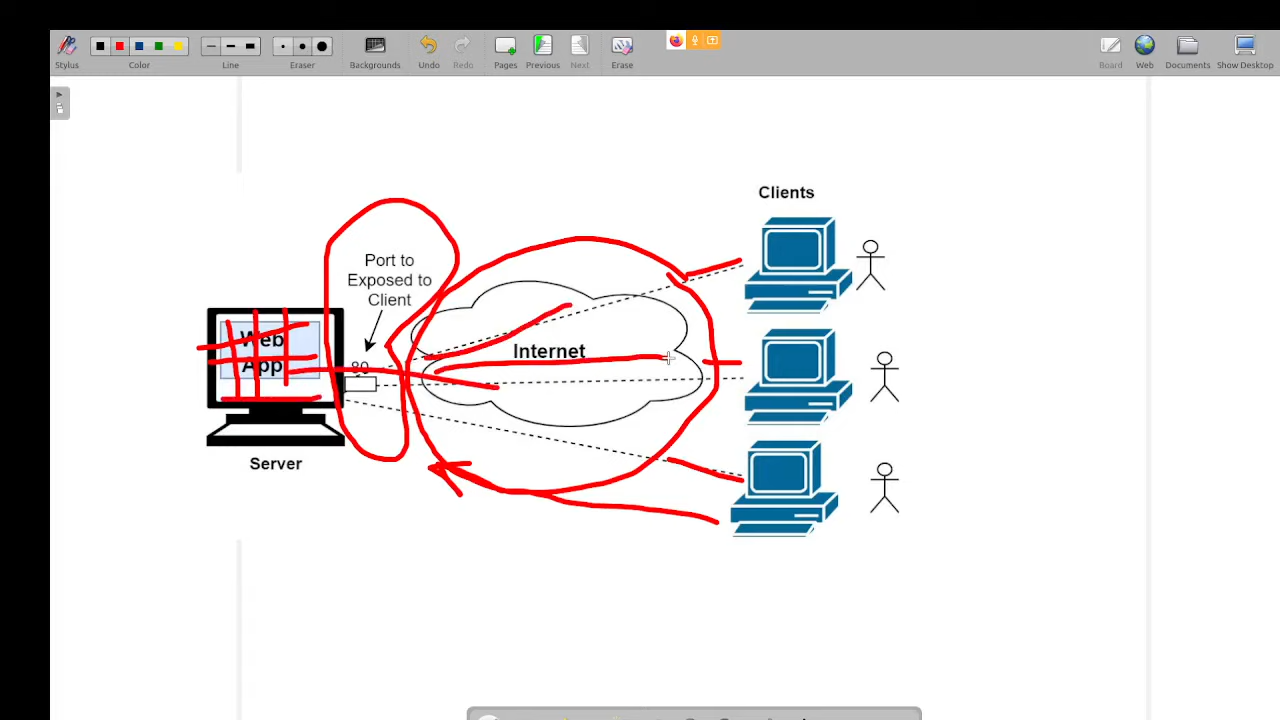 Stylus
Color
Line
Eraser
Backgrounds
Undo
Redo
Pages
Previous
Next
Erase
Board
Web
Documents
Show Desktop
Clients
Port to
Exposed to
Client
Web
App
80
Internet
Server